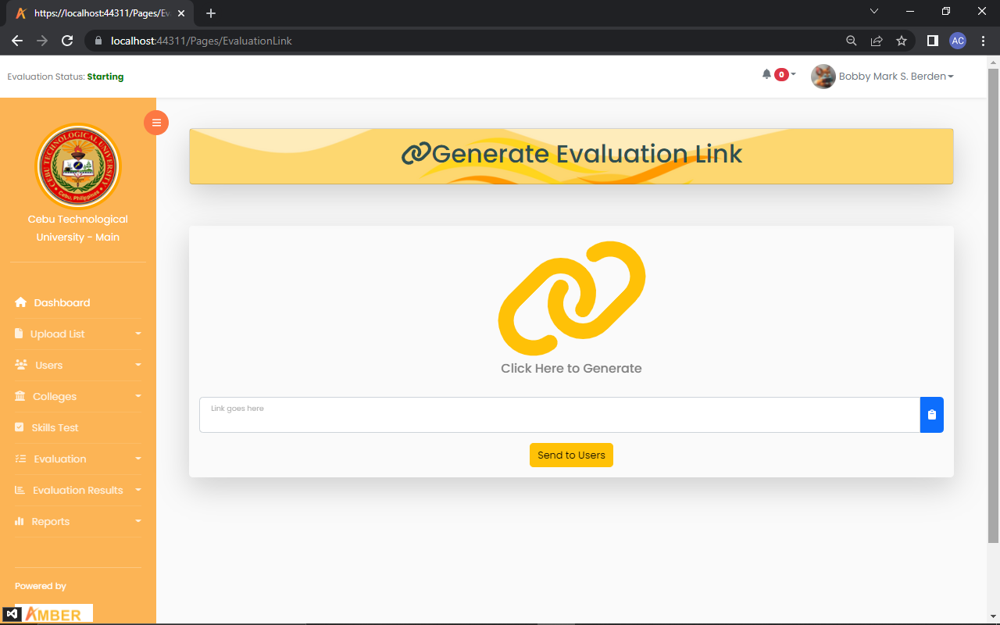 https://localhost:44311/Pages/Ev
localhost:44311/Pages/EvaluationLink
AC
Evaluation Status: Starting
0
Bobby Mark S. Berden
CEBU TECHNOLOGICAL UNIVERSITY
Cebu, Philippines
Cebu Technological
University - Main
Dashboard
Upload List
Users
Colleges
Skills Test
Evaluation
Evaluation Results
Reports
Powered by
AMBER
Generate Evaluation Link
Click Here to Generate
Link goes here
Send to Users